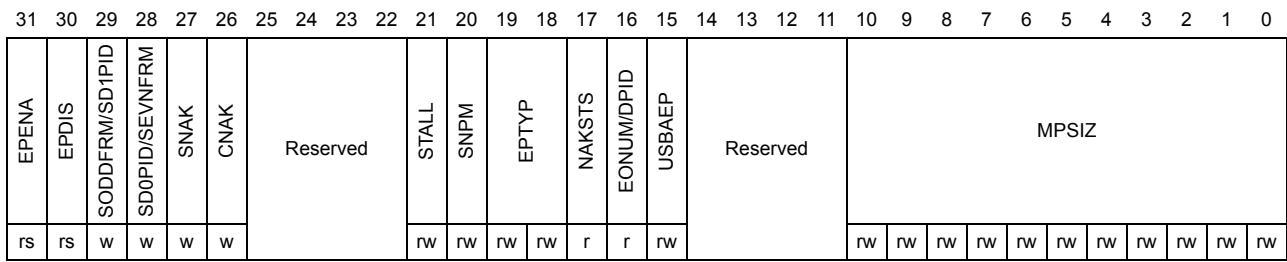 31 30 29 28 27 26 25 24 23 22 21 20 19 18 17 16 15 14 13 12 11 10 9 8 7 6 5 4 3 2 1 0
EPENA EPDIS SODDFRM/SD1PID SD0PID/SEVNFRM SNAK CNAK Reserved STALL SNPM EPTYP NAKSTS EONUM/DPID USBAEP Reserved MPSIZ
rs rs w w w w rw rw rw rw r r rw rw rw rw rw rw rw rw rw rw rw rw